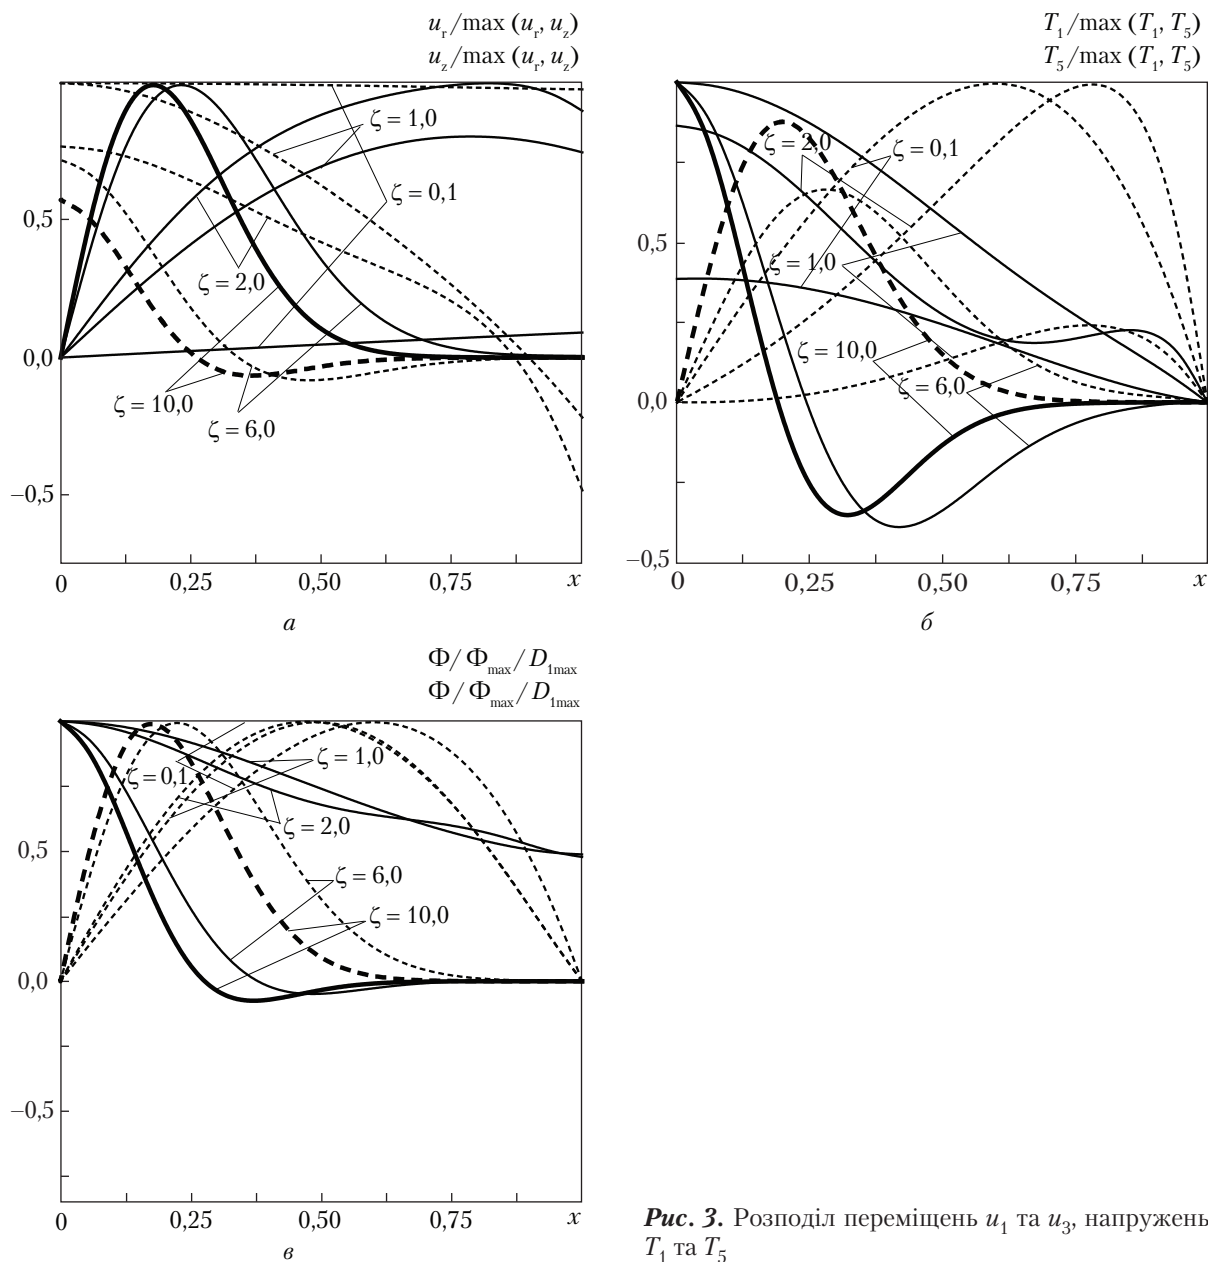 u_r/max (u_r, u_z)
u_z/max (u_r, u_z)
ζ = 1,0
ζ = 0,1
0,5
ζ = 2,0
0,0
ζ = 10,0
ζ = 6,0
–0,5
0 0,25 0,50 0,75 x
а
T_1/max (T_1, T_5)
T_5/max (T_1, T_5)
ζ = 2,0
ζ = 0,1
0,5
ζ = 1,0
ζ = 10,0
ζ = 6,0
0,0
–0,5
0 0,25 0,50 0,75 x
б
Φ/Φ_max/D_1max
Φ/Φ_max/D_1max
ζ = 1,0
ζ = 0,1
ζ = 2,0
0,5
ζ = 6,0
ζ = 10,0
0,0
–0,5
0 0,25 0,50 0,75 x
в
Рис. 3. Розподіл переміщень u_1 та u_3, напружень
T_1 та T_5